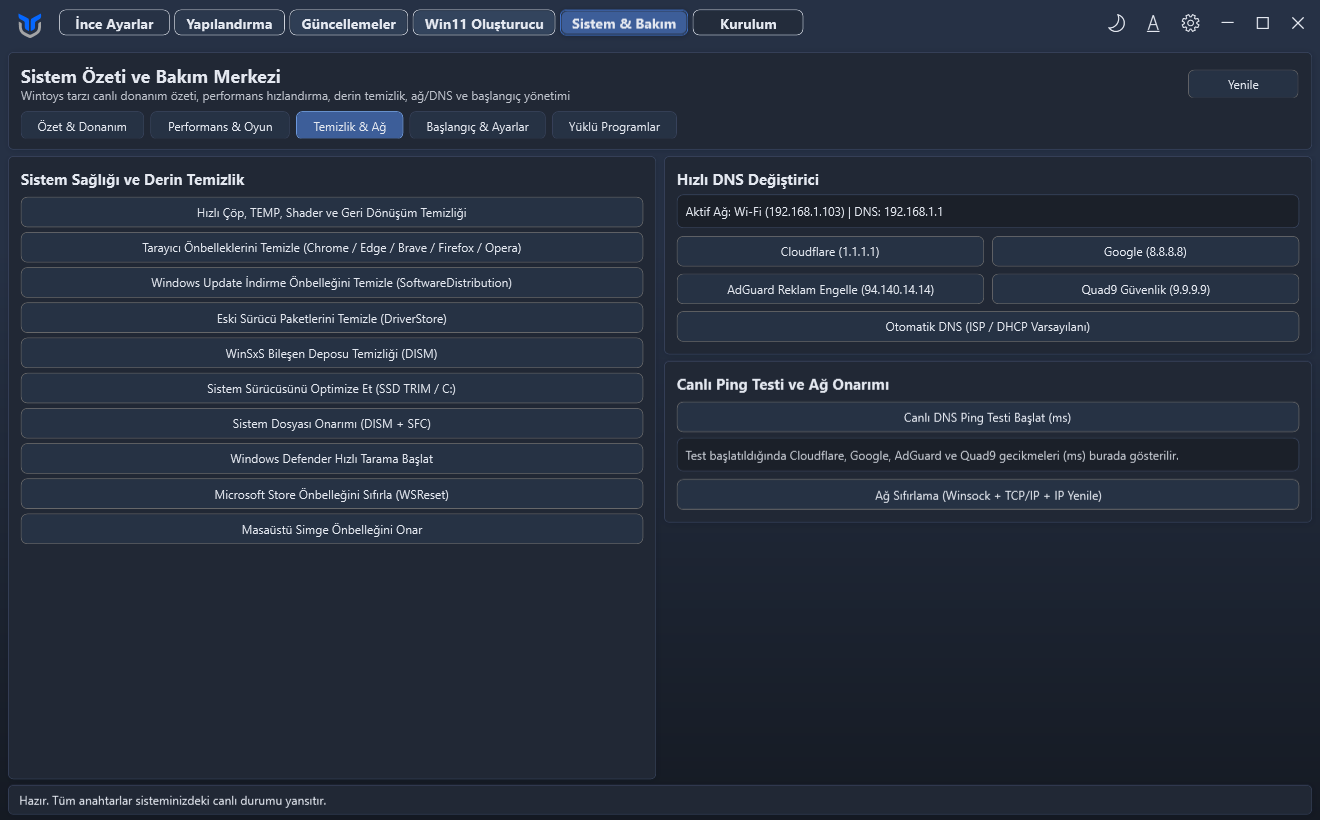 İnce Ayarlar
Yapılandırma
Güncellemeler
Win11 Oluşturucu
Sistem & Bakım
Kurulum
A
Sistem Özeti ve Bakım Merkezi
Wintoys tarzı canlı donanım özeti, performans hızlandırma, derin temizlik, ağ/DNS ve başlangıç yönetimi
Yenile
Özet & Donanım
Performans & Oyun
Temizlik & Ağ
Başlangıç & Ayarlar
Yüklü Programlar
Sistem Sağlığı ve Derin Temizlik
Hızlı Çöp, TEMP, Shader ve Geri Dönüşüm Temizliği
Tarayıcı Önbelleklerini Temizle (Chrome / Edge / Brave / Firefox / Opera)
Windows Update İndirme Önbelleğini Temizle (SoftwareDistribution)
Eski Sürücü Paketlerini Temizle (DriverStore)
WinSxS Bileşen Deposu Temizliği (DISM)
Sistem Sürücüsünü Optimize Et (SSD TRIM / C:)
Sistem Dosyası Onarımı (DISM + SFC)
Windows Defender Hızlı Tarama Başlat
Microsoft Store Önbelleğini Sıfırla (WSReset)
Masaüstü Simge Önbelleğini Onar
Hızlı DNS Değiştirici
Aktif Ağ: Wi-Fi (192.168.1.103) | DNS: 192.168.1.1
Cloudflare (1.1.1.1)
Google (8.8.8.8)
AdGuard Reklam Engelle (94.140.14.14)
Quad9 Güvenlik (9.9.9.9)
Otomatik DNS (ISP / DHCP Varsayılanı)
Canlı Ping Testi ve Ağ Onarımı
Canlı DNS Ping Testi Başlat (ms)
Test başlatıldığında Cloudflare, Google, AdGuard ve Quad9 gecikmeleri (ms) burada gösterilir.
Ağ Sıfırlama (Winsock + TCP/IP + IP Yenile)
Hazır. Tüm anahtarlar sisteminizdeki canlı durumu yansıtır.